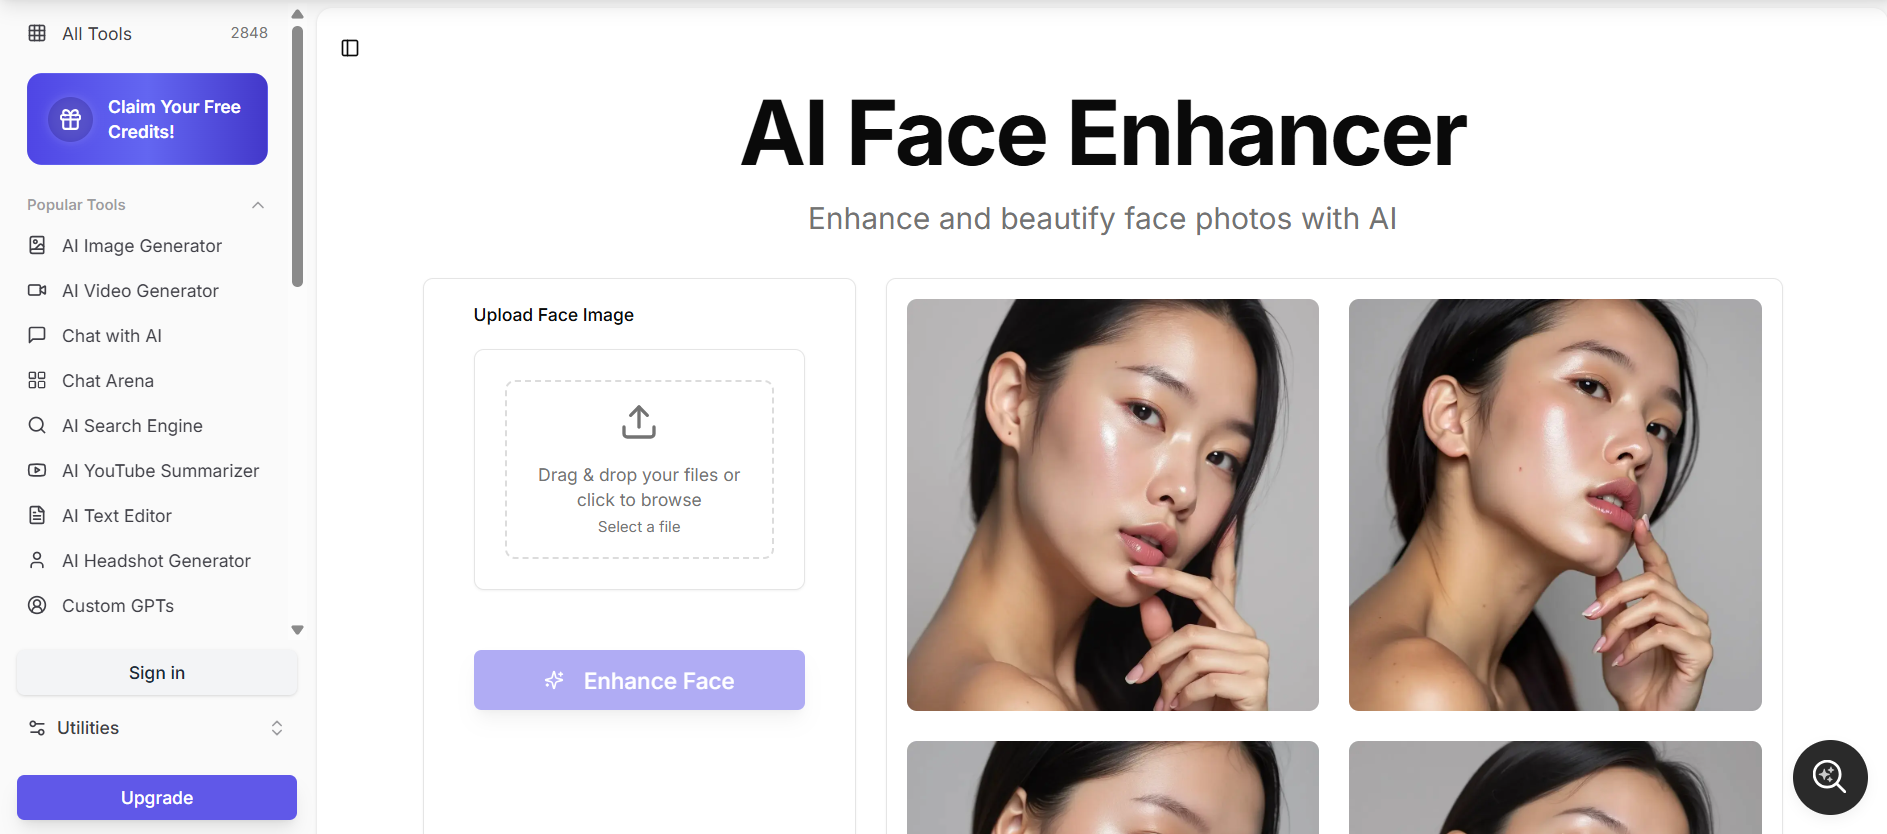 All Tools
2848
Claim Your Free
Credits!
Popular Tools
AI Image Generator
AI Video Generator
Chat with AI
Chat Arena
AI Search Engine
AI YouTube Summarizer
AI Text Editor
AI Headshot Generator
Custom GPTs
Sign in
Utilities
Upgrade
AI Face Enhancer
Enhance and beautify face photos with AI
Upload Face Image
Drag & drop your files or
click to browse
Select a file
Enhance Face